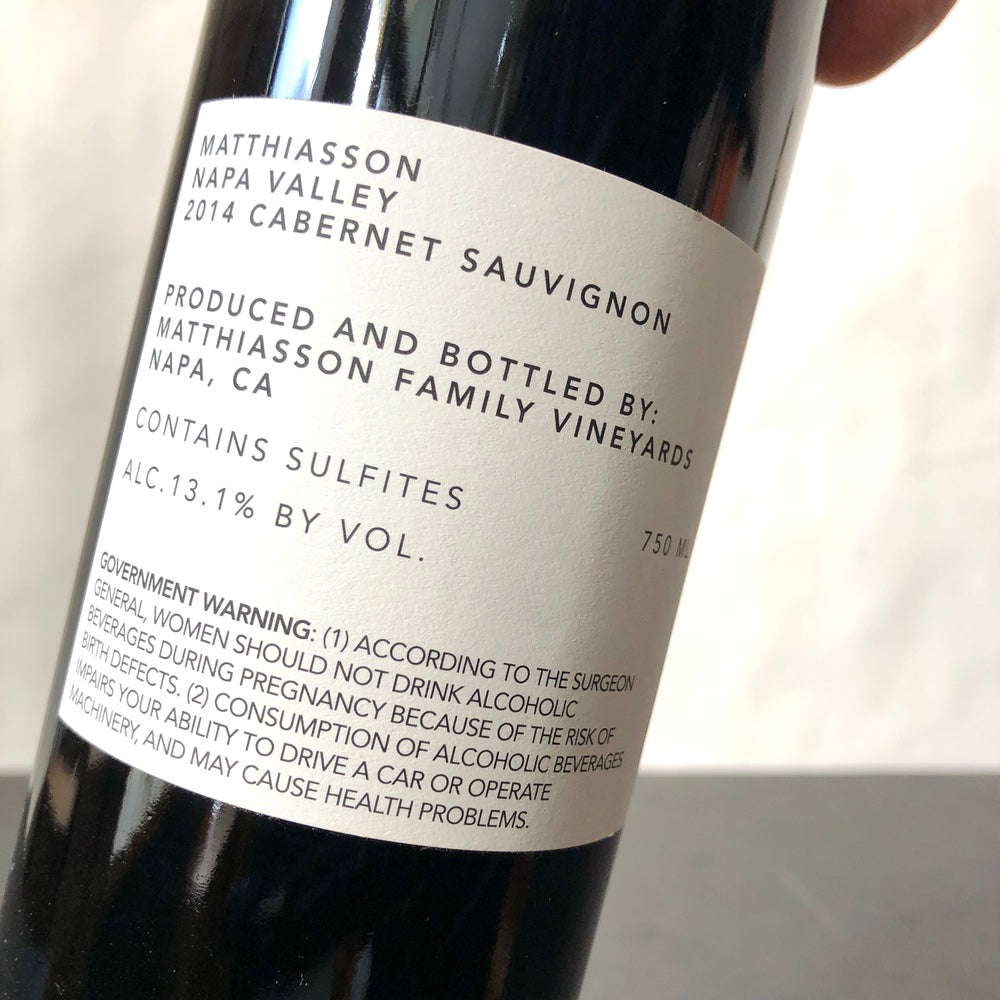 MATTHIASSON
NAPA VALLEY
2014 CABERNET SAUVIGNON
PRODUCED AND BOTTLED BY:
MATTHIASSON FAMILY VINEYARDS
NAPA, CA
CONTAINS SULFITES
ALC.13.1% BY VOL.
750 ML
GOVERNMENT WARNING: (1) ACCORDING TO THE SURGEON
GENERAL, WOMEN SHOULD NOT DRINK ALCOHOLIC
BEVERAGES DURING PREGNANCY BECAUSE OF THE RISK OF
BIRTH DEFECTS. (2) CONSUMPTION OF ALCOHOLIC BEVERAGES
IMPAIRS YOUR ABILITY TO DRIVE A CAR OR OPERATE
MACHINERY, AND MAY CAUSE HEALTH PROBLEMS.